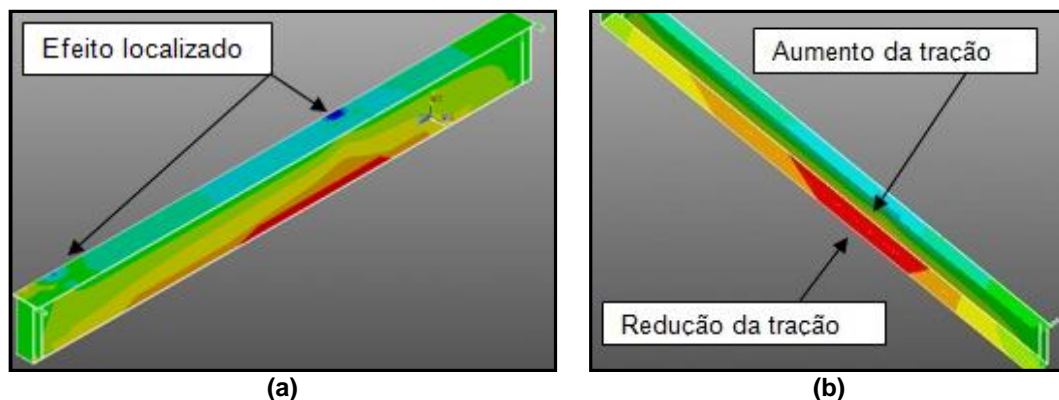 Efeito localizado
Aumento da tração
Redução da tração
(a)
(b)